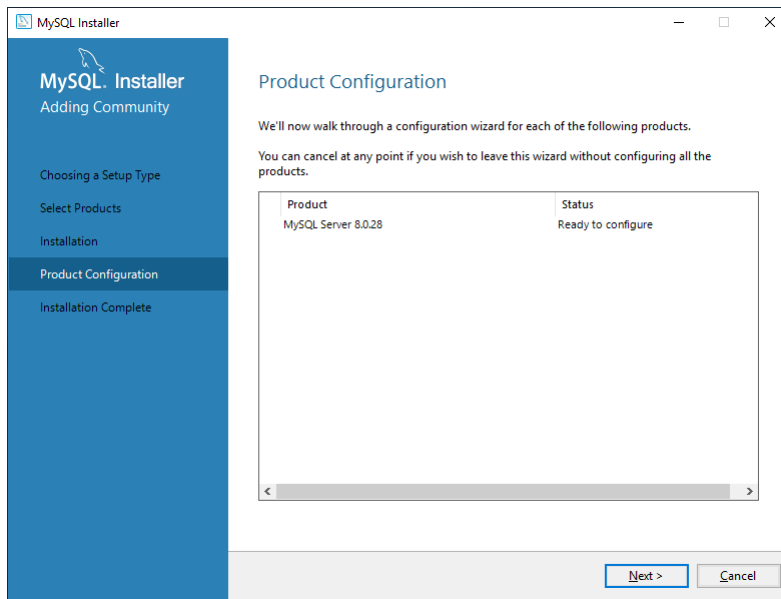 MySQL Installer
MySQL. Installer
Adding Community
Choosing a Setup Type
Select Products
Installation
Product Configuration
Installation Complete
Product Configuration
We'll now walk through a configuration wizard for each of the following products.
You can cancel at any point if you wish to leave this wizard without configuring all the
products.
Product Status
MySQL Server 8.0.28 Ready to configure
Next > Cancel